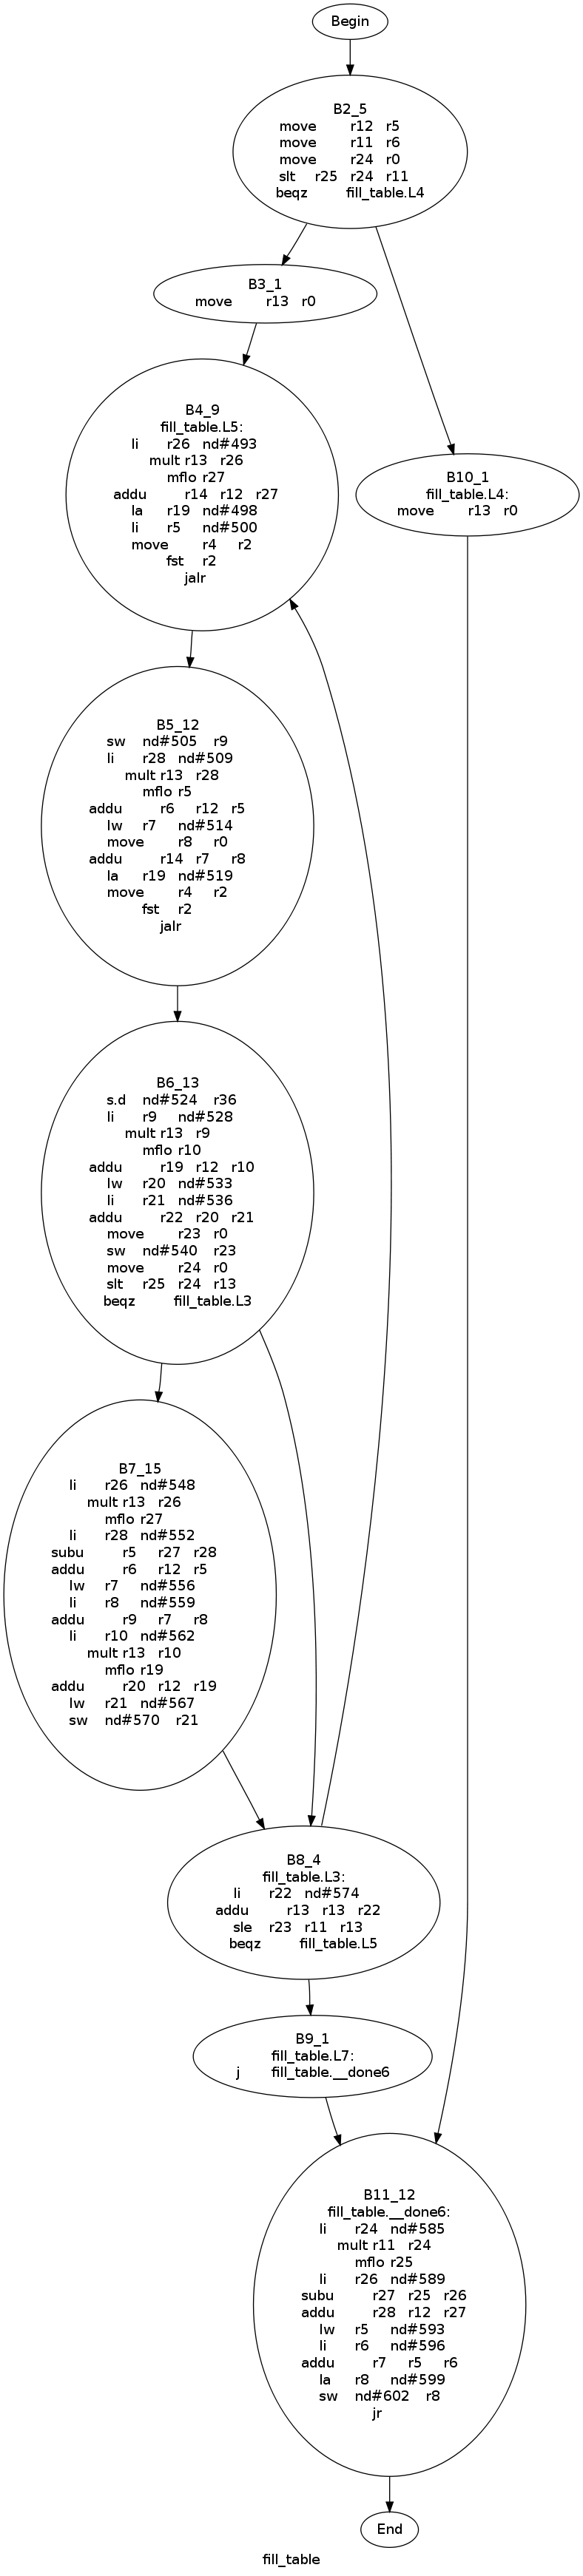 Begin
B2_5
move r12 r5
move r11 r6
move r24 r0
slt r25 r24 r11
beqz fill_table.L4
B3_1
move r13 r0
B4_9
fill_table.L5:
li r26 nd#493
mult r13 r26
mflo r27
addu r14 r12 r27
la r19 nd#498
li r5 nd#500
move r4 r2
fst r2
jalr
B10_1
fill_table.L4:
move r13 r0
B5_12
sw nd#505 r9
li r28 nd#509
mult r13 r28
mflo r5
addu r6 r12 r5
lw r7 nd#514
move r8 r0
addu r14 r7 r8
la r19 nd#519
move r4 r2
fst r2
jalr
B6_13
s.d nd#524 r36
li r9 nd#528
mult r13 r9
mflo r10
addu r19 r12 r10
lw r20 nd#533
li r21 nd#536
addu r22 r20 r21
move r23 r0
sw nd#540 r23
move r24 r0
slt r25 r24 r13
beqz fill_table.L3
B7_15
li r26 nd#548
mult r13 r26
mflo r27
li r28 nd#552
subu r5 r27 r28
addu r6 r12 r5
lw r7 nd#556
li r8 nd#559
addu r9 r7 r8
li r10 nd#562
mult r13 r10
mflo r19
addu r20 r12 r19
lw r21 nd#567
sw nd#570 r21
B8_4
fill_table.L3:
li r22 nd#574
addu r13 r13 r22
sle r23 r11 r13
beqz fill_table.L5
B9_1
fill_table.L7:
j fill_table.__done6
B11_12
fill_table.__done6:
li r24 nd#585
mult r11 r24
mflo r25
li r26 nd#589
subu r27 r25 r26
addu r28 r12 r27
lw r5 nd#593
li r6 nd#596
addu r7 r5 r6
la r8 nd#599
sw nd#602 r8
jr
End
fill_table